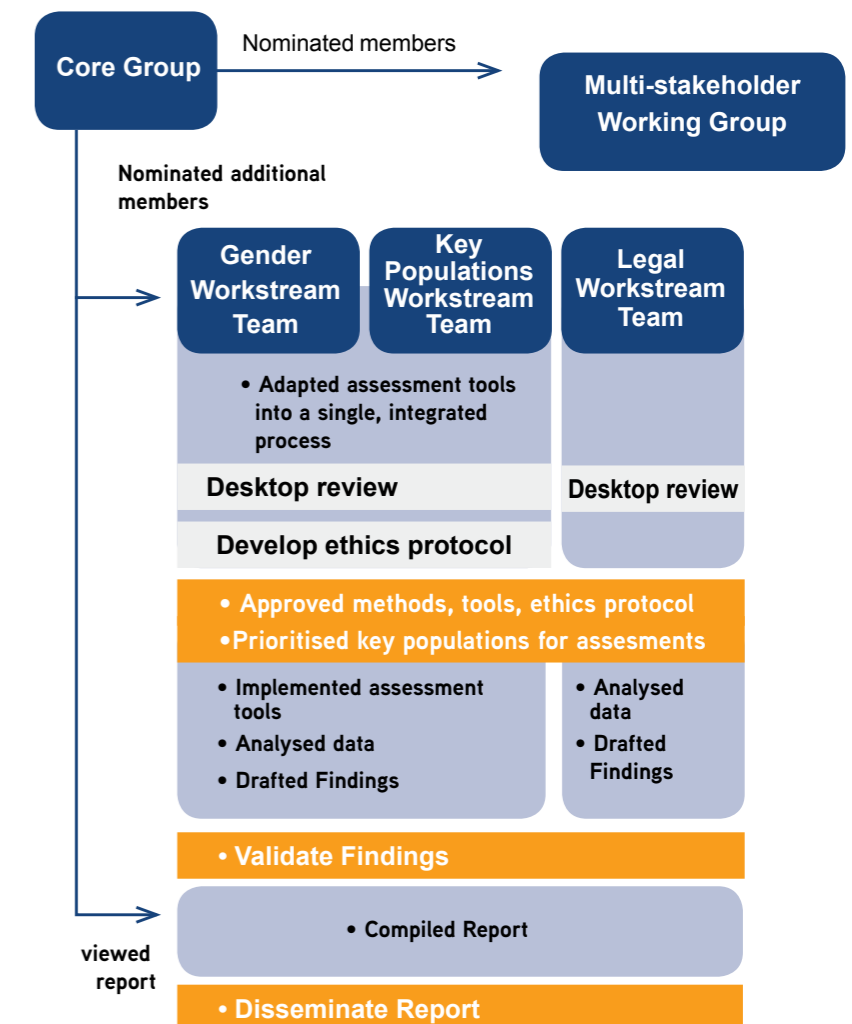 Core Group
Nominated members
Multi-stakeholder
Working Group
Nominated additional
members
Gender
Workstream
Team
Key
Populations
Workstream
Team
Legal
Workstream
Team
• Adapted assessment tools
into a single, integrated
process
Desktop review
Desktop review
Develop ethics protocol
• Approved methods, tools, ethics protocol
•Prioritised key populations for assesments
• Implemented assessment
tools
• Analysed data
• Drafted Findings
• Analysed
data
• Drafted
Findings
• Validate Findings
• Compiled Report
viewed
report
• Disseminate Report